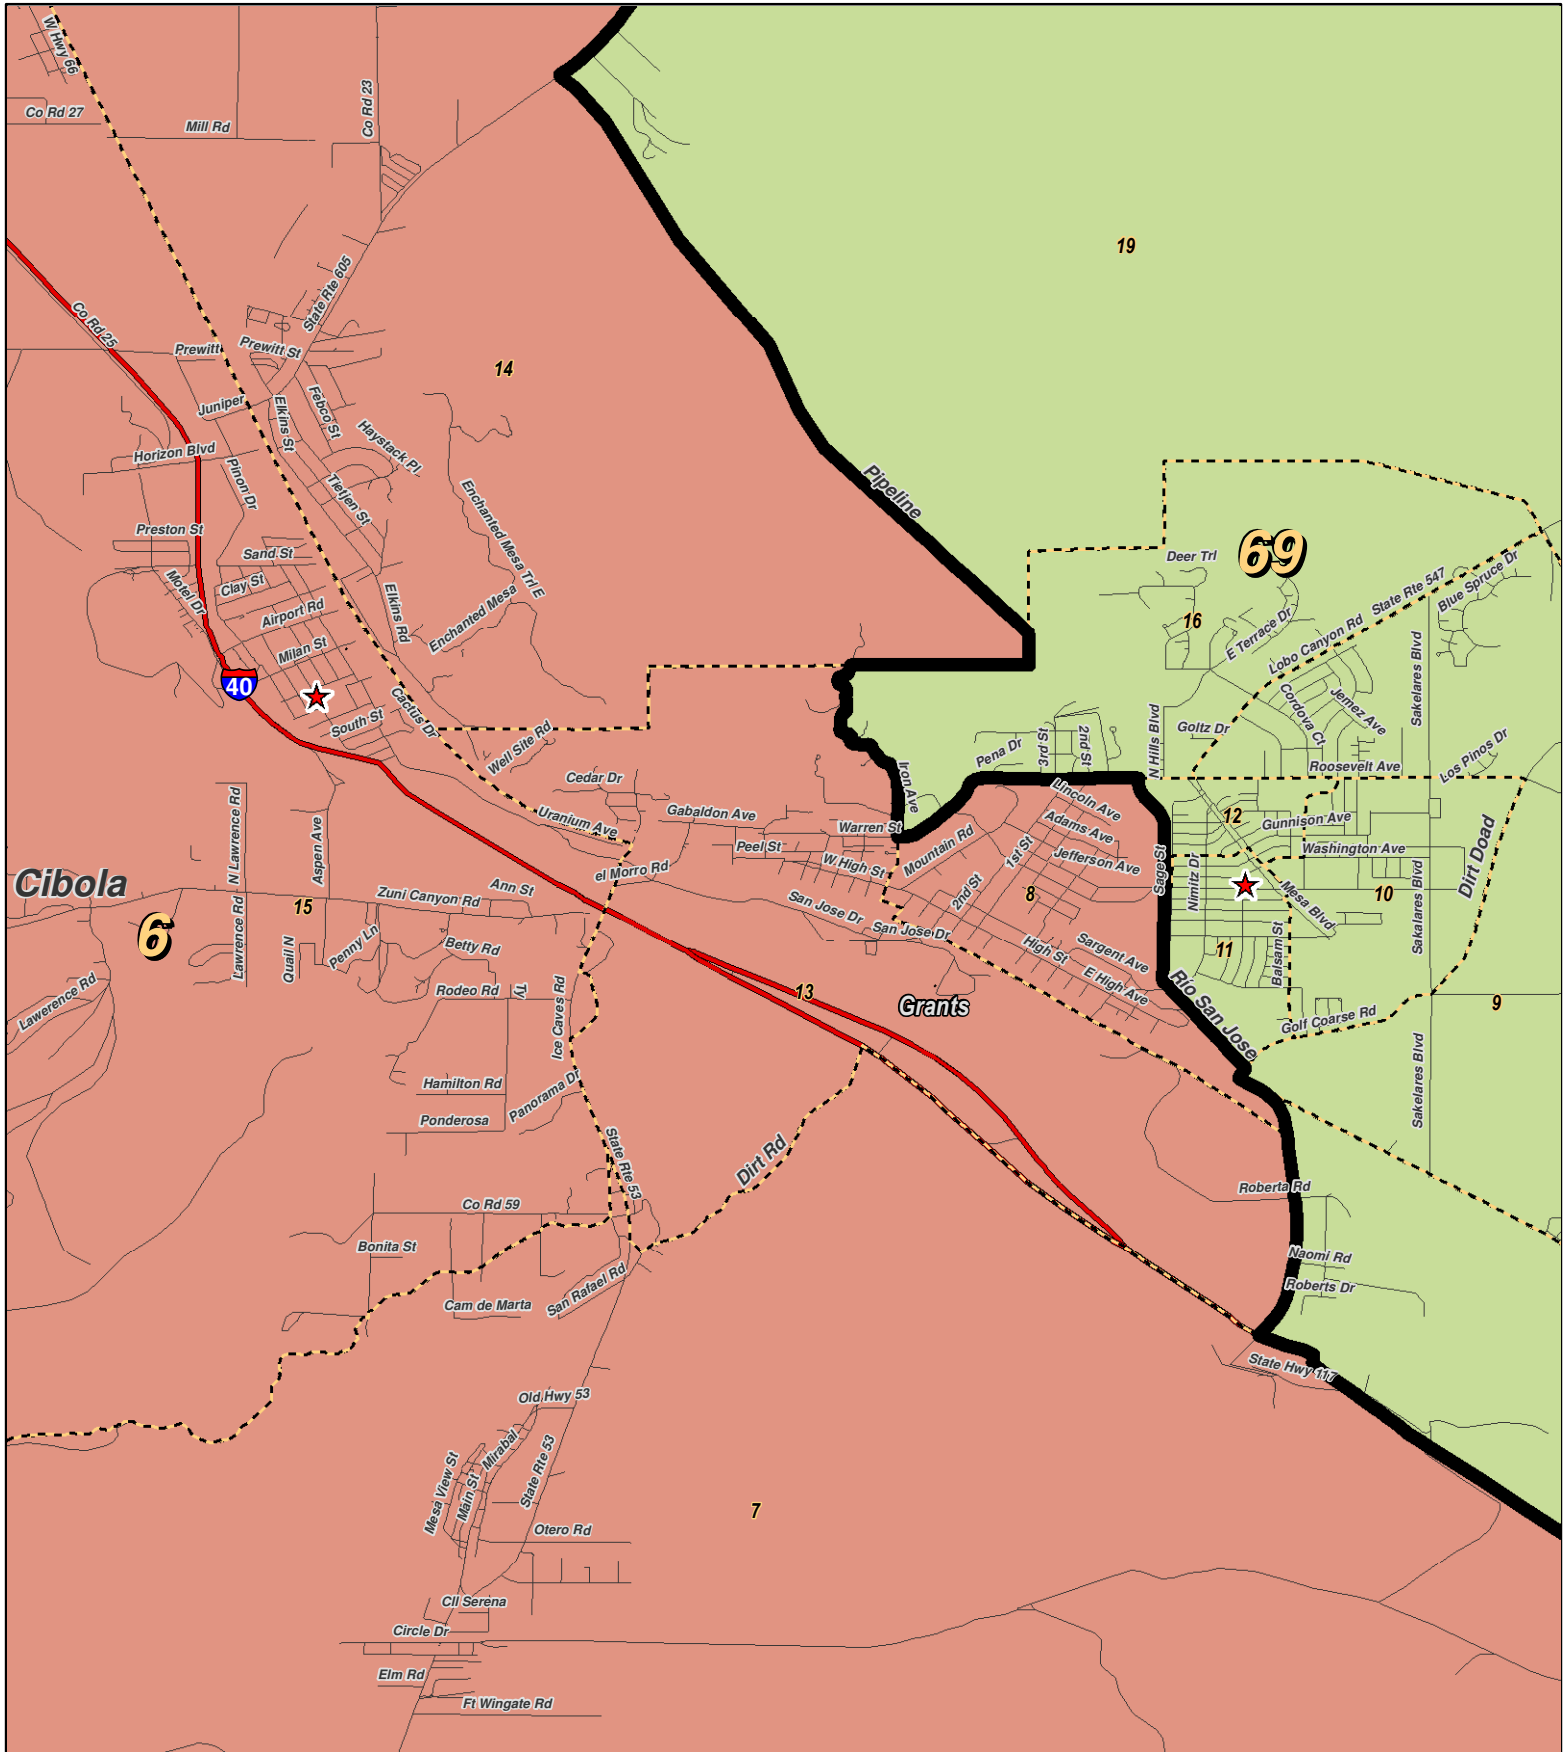 W Hwy 66
Co Rd 27
Mill Rd
Co Rd 23
19
State Rte 605
Co Rd 25
Prewitt
Prewitt St
14
Juniper
Elkins St
Febco St
Haystack Pl
Horizon Blvd
Pinon Dr
Tietjen St
Enchanted Mesa Trl E
Pipeline
Preston St
Sand St
69
Deer Trl
State Rte 547
Blue Spruce Dr
Motel Dr
Clay St
Airport Rd
Elkins Rd
Enchanted Mesa
16
E Terrace Dr
Lobo Canyon Rd
Milan St
40
Sakelares Blvd
Cordova Ct
Jemez Ave
South St
Cactus Dr
Well Site Rd
Pena Dr
3rd St
2nd St
N Hills Blvd
Goltz Dr
Los Pinos Dr
Roosevelt Ave
Cedar Dr
Iron Ave
N Lawrence Rd
Uranium Ave
Gabaldon Ave
Warren St
Lincoln Ave
Adams Ave
12
Gunnison Ave
Aspen Ave
Peel St
W High St
Mountain Rd
1st St
Jefferson Ave
Sage St
Washington Ave
Dirt Doad
Cibola
el Morro Rd
Nimitz Dr
Zuni Canyon Rd
Ann St
2nd St
8
Mesa Blvd
10
15
San Jose Dr
San Jose Dr
Sakalares Blvd
6
Lawrence Rd
Quail N
Penny Ln
Betty Rd
High St
Sargent Ave
11
Balsam St
Lawerence Rd
Rodeo Rd
Ty
13
E High Ave
Rio San Jose
9
Grants
Ice Caves Rd
Golf Coarse Rd
Hamilton Rd
Panorama Dr
Ponderosa
Sakelares Blvd
State Rte 53
Dirt Rd
Roberta Rd
Co Rd 59
Bonita St
Naomi Rd
San Rafael Rd
Roberts Dr
Cam de Marta
State Hwy 117
Old Hwy 53
Mirabal
Mesa View St
Main St
State Rte 53
7
Otero Rd
Cll Serena
Circle Dr
Elm Rd
Ft Wingate Rd